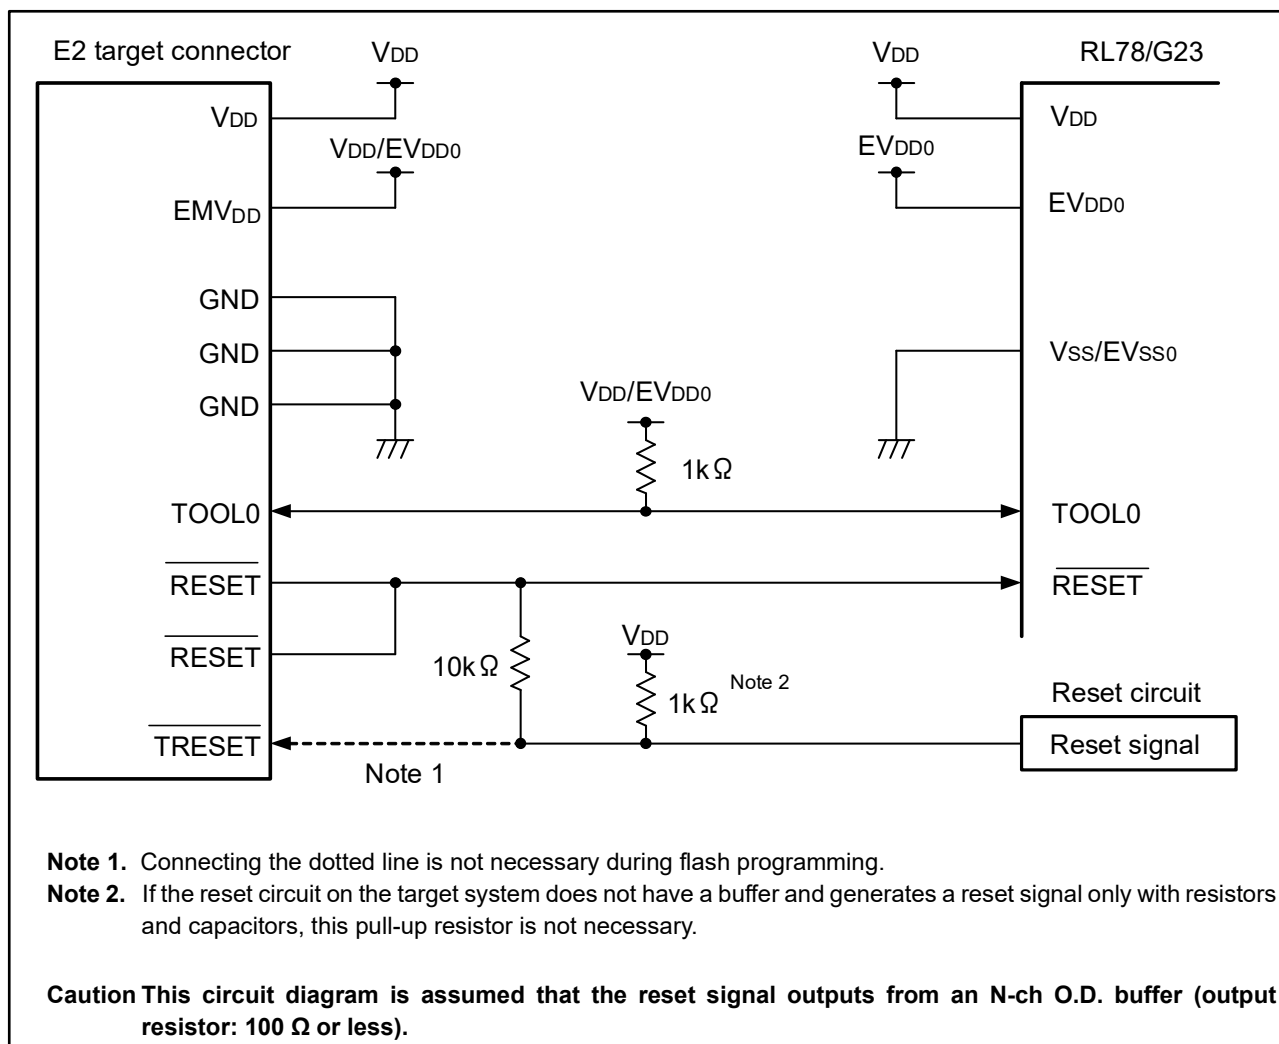 E2 target connector
VDD
VDD
RL78/G23
VDD
VDD
VDD/EVDD0
EVDD0
EMVDD
EVDD0
GND
GND
VSS/EVSS0
GND
VDD/EVDD0
1kΩ
TOOL0
TOOL0
RESET
RESET
RESET
VDD
10kΩ
1kΩ
Note 2
Reset circuit
TRESET
Reset signal
Note 1
Note 1. Connecting the dotted line is not necessary during flash programming.
Note 2. If the reset circuit on the target system does not have a buffer and generates a reset signal only with resistors
and capacitors, this pull-up resistor is not necessary.
Caution This circuit diagram is assumed that the reset signal outputs from an N-ch O.D. buffer (output
resistor: 100 Ω or less).